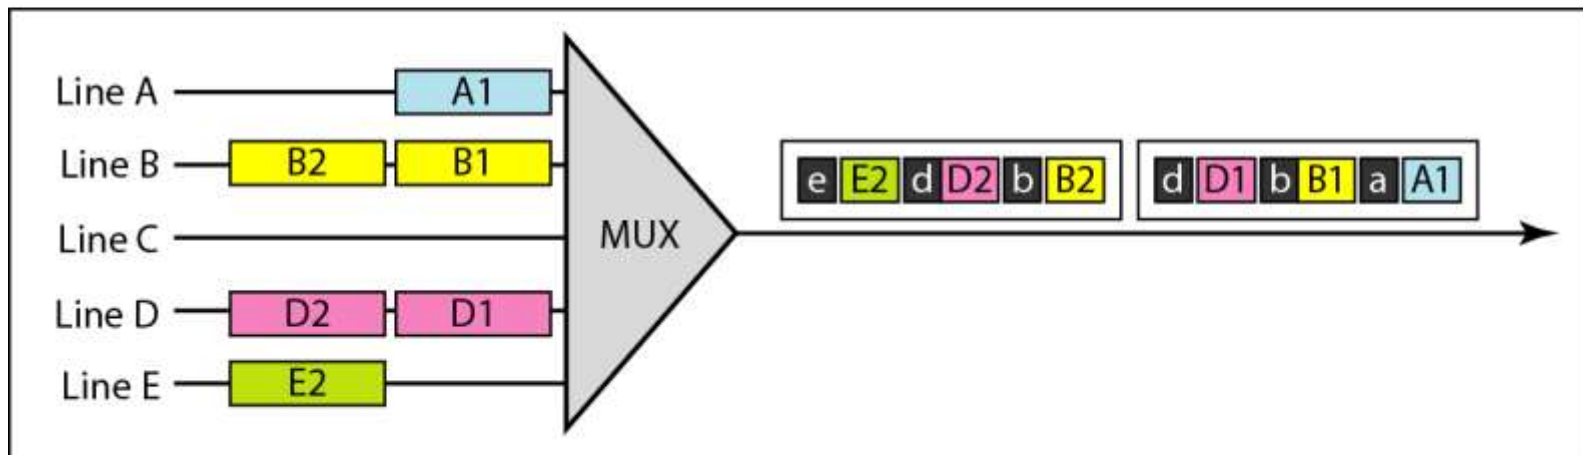 Line A A1
Line B B2 B1
e E2 d D2 b B2 d D1 b B1 a A1
Line C MUX
Line D D2 D1
Line E E2